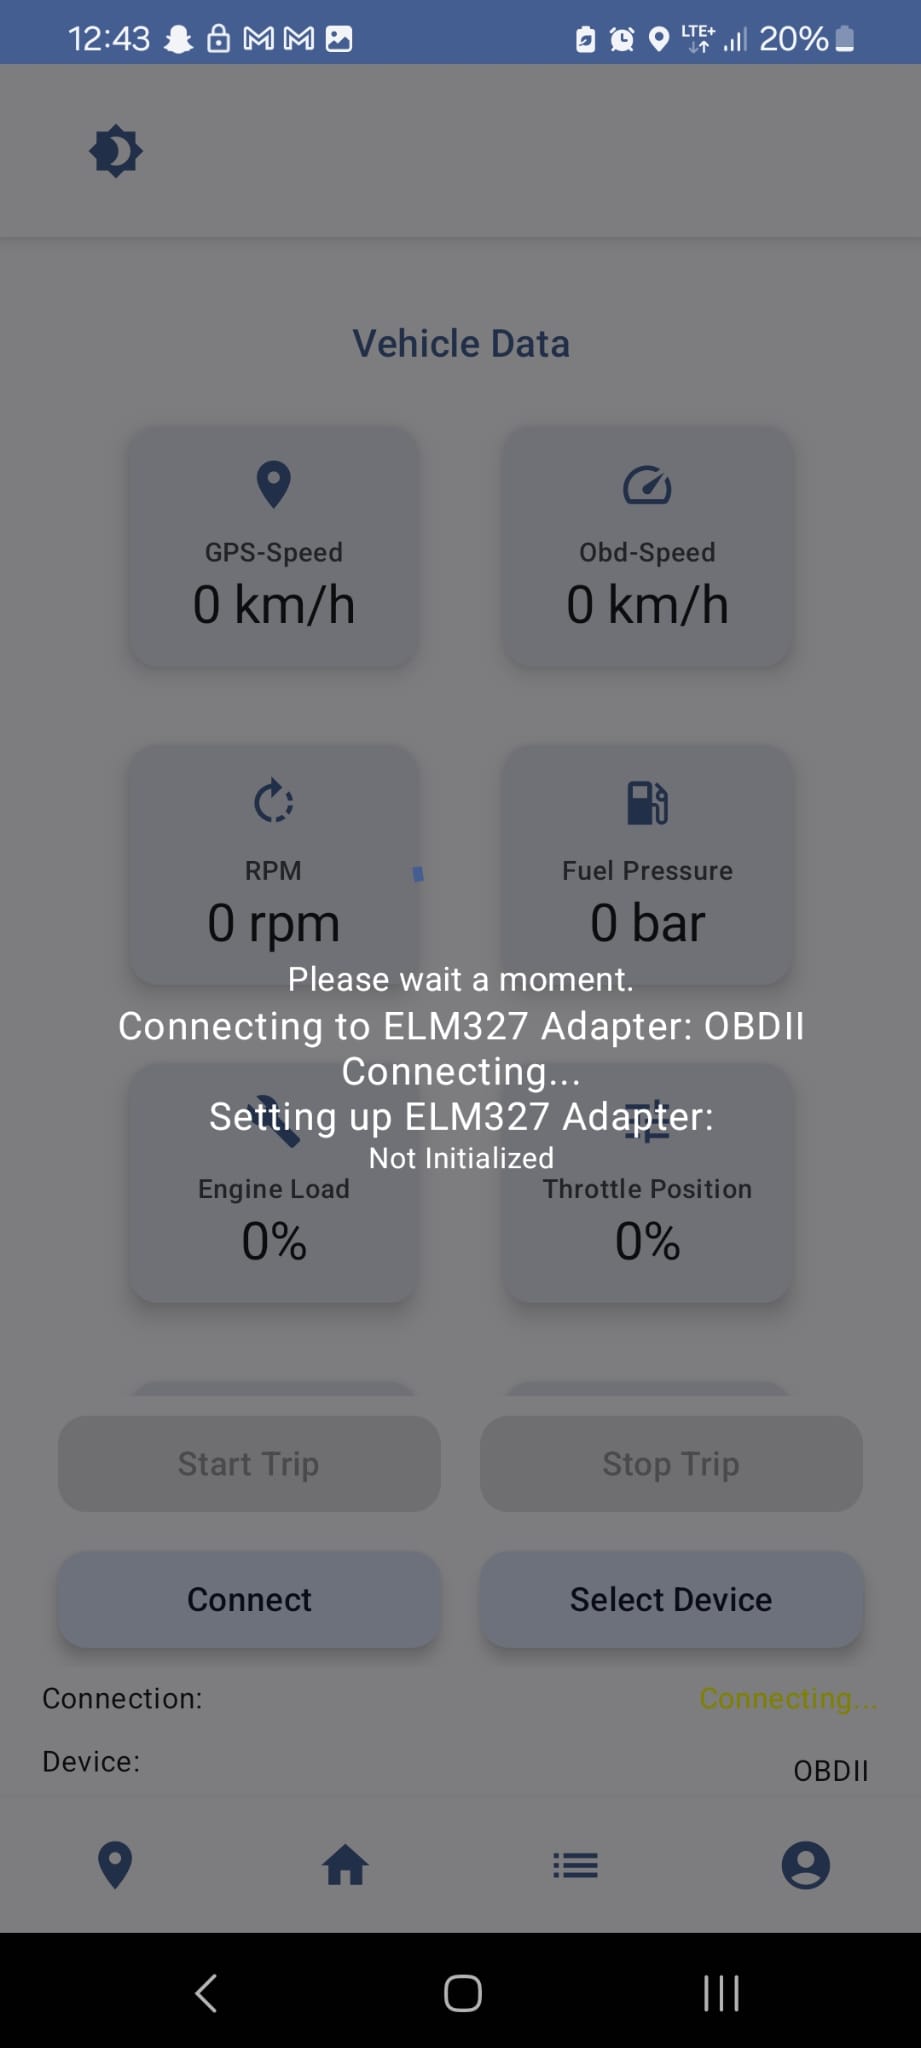 12:43 LTE+ 20%
Vehicle Data
GPS-Speed
0 km/h
Obd-Speed
0 km/h
RPM
0 rpm
Fuel Pressure
0 bar
Please wait a moment.
Connecting to ELM327 Adapter: OBDII
Connecting...
Setting up ELM327 Adapter:
Not Initialized
Engine Load
0%
Throttle Position
0%
Start Trip
Stop Trip
Connect
Select Device
Connection: Connecting...
Device: OBDII